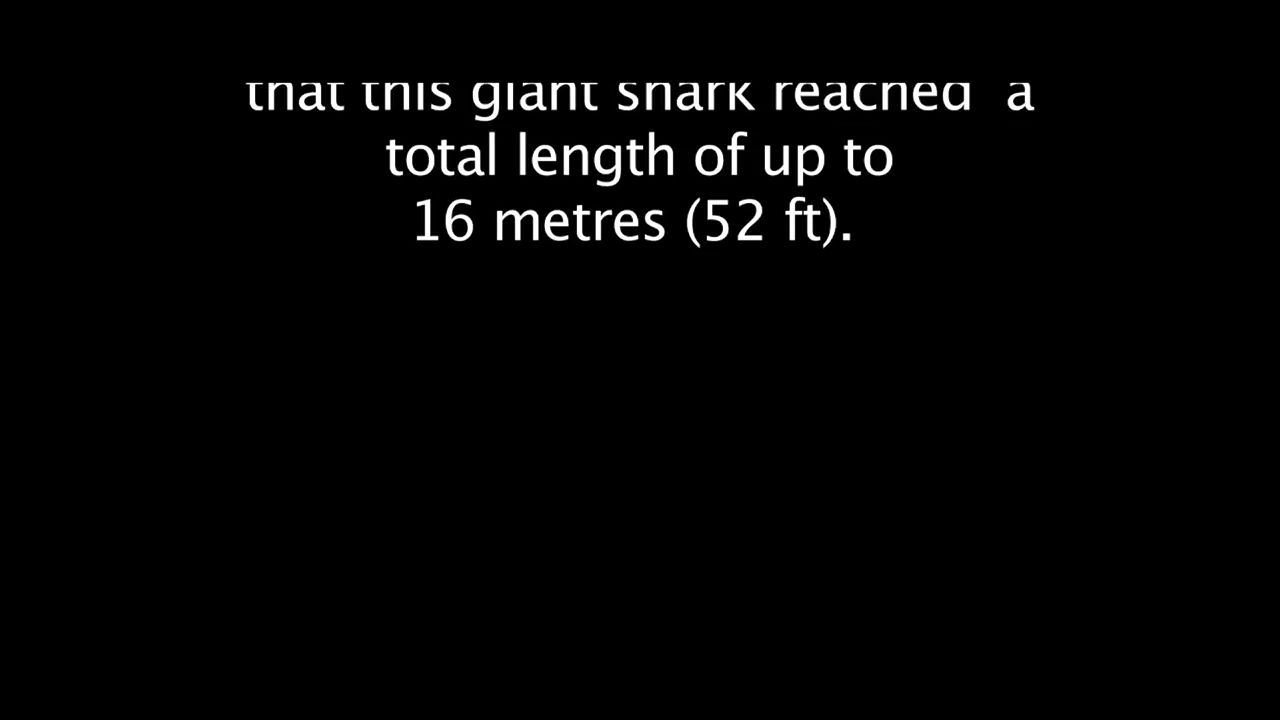 that this giant shark reached  a
total length of up to
16 metres (52 ft).